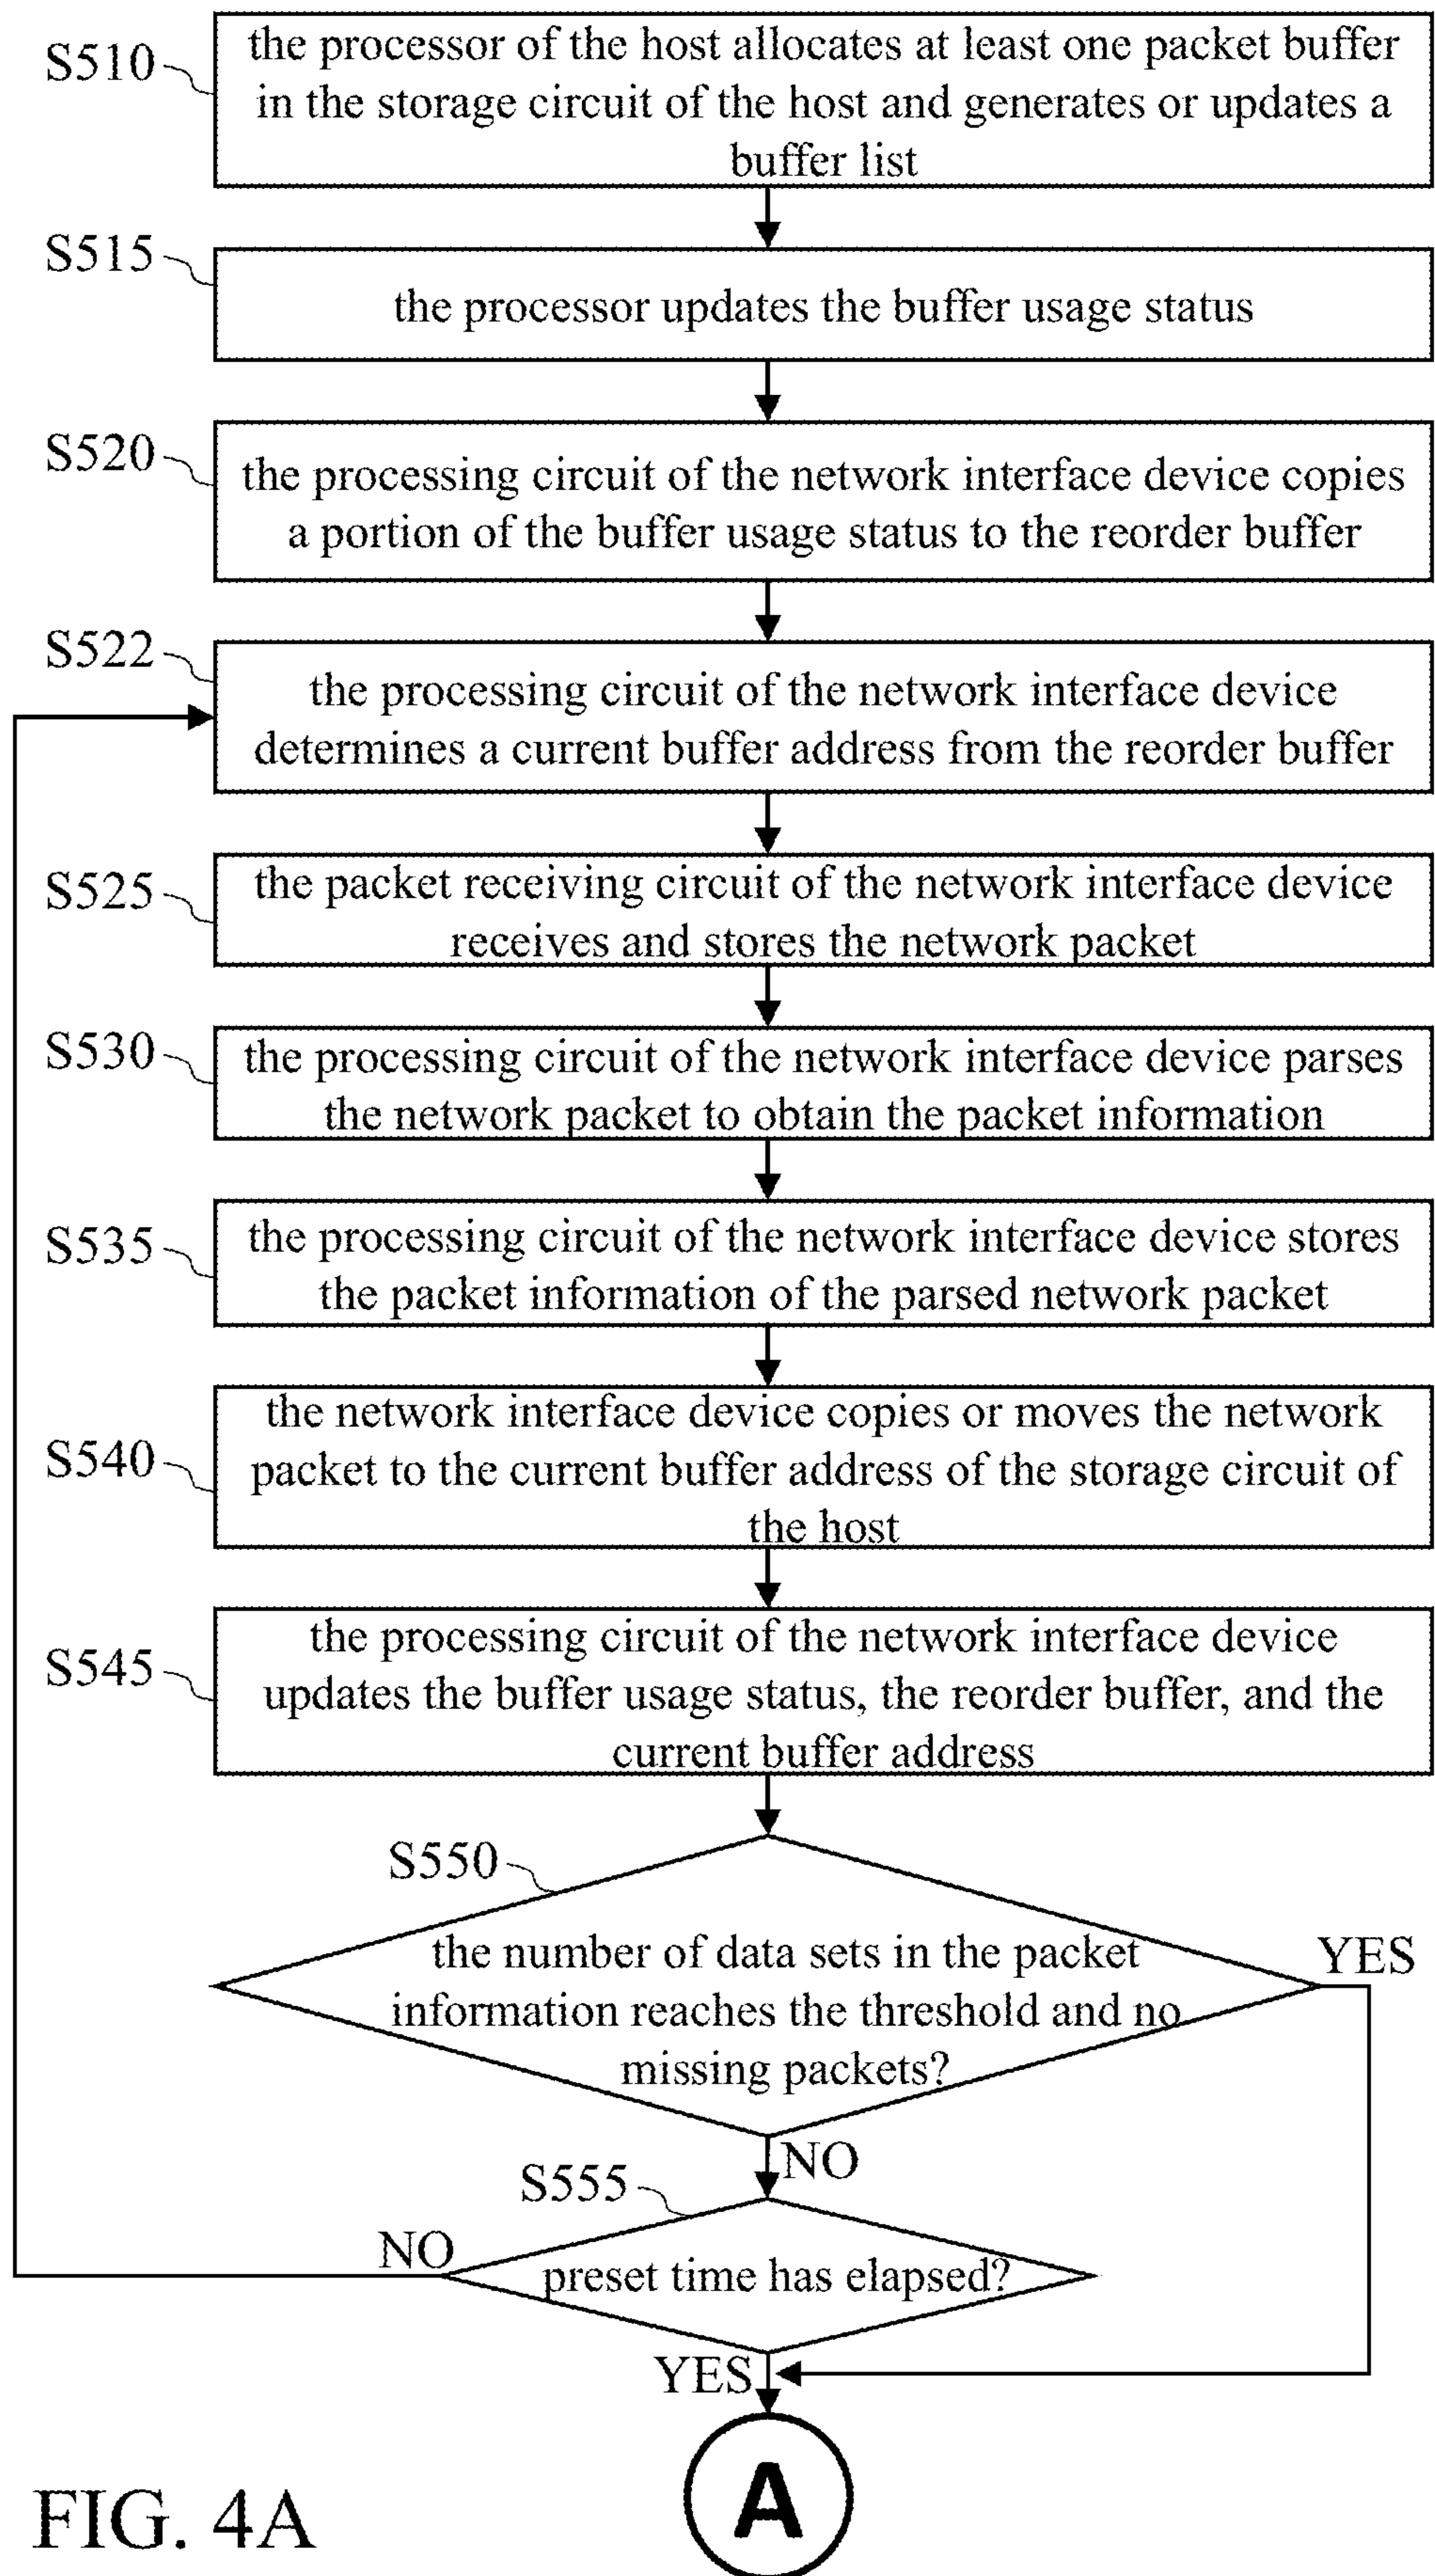 S510
the processor of the host allocates at least one packet buffer
in the storage circuit of the host and generates or updates a
buffer list
S515
the processor updates the buffer usage status
S520
the processing circuit of the network interface device copies
a portion of the buffer usage status to the reorder buffer
S522
the processing circuit of the network interface device
determines a current buffer address from the reorder buffer
S525
the packet receiving circuit of the network interface device
receives and stores the network packet
S530
the processing circuit of the network interface device parses
the network packet to obtain the packet information
S535
the processing circuit of the network interface device stores
the packet information of the parsed network packet
S540
the network interface device copies or moves the network
packet to the current buffer address of the storage circuit of
the host
S545
the processing circuit of the network interface device
updates the buffer usage status, the reorder buffer, and the
current buffer address
S550
the number of data sets in the packet
information reaches the threshold and no
missing packets?
YES
NO
S555
preset time has elapsed?
NO
YES
A
FIG. 4A